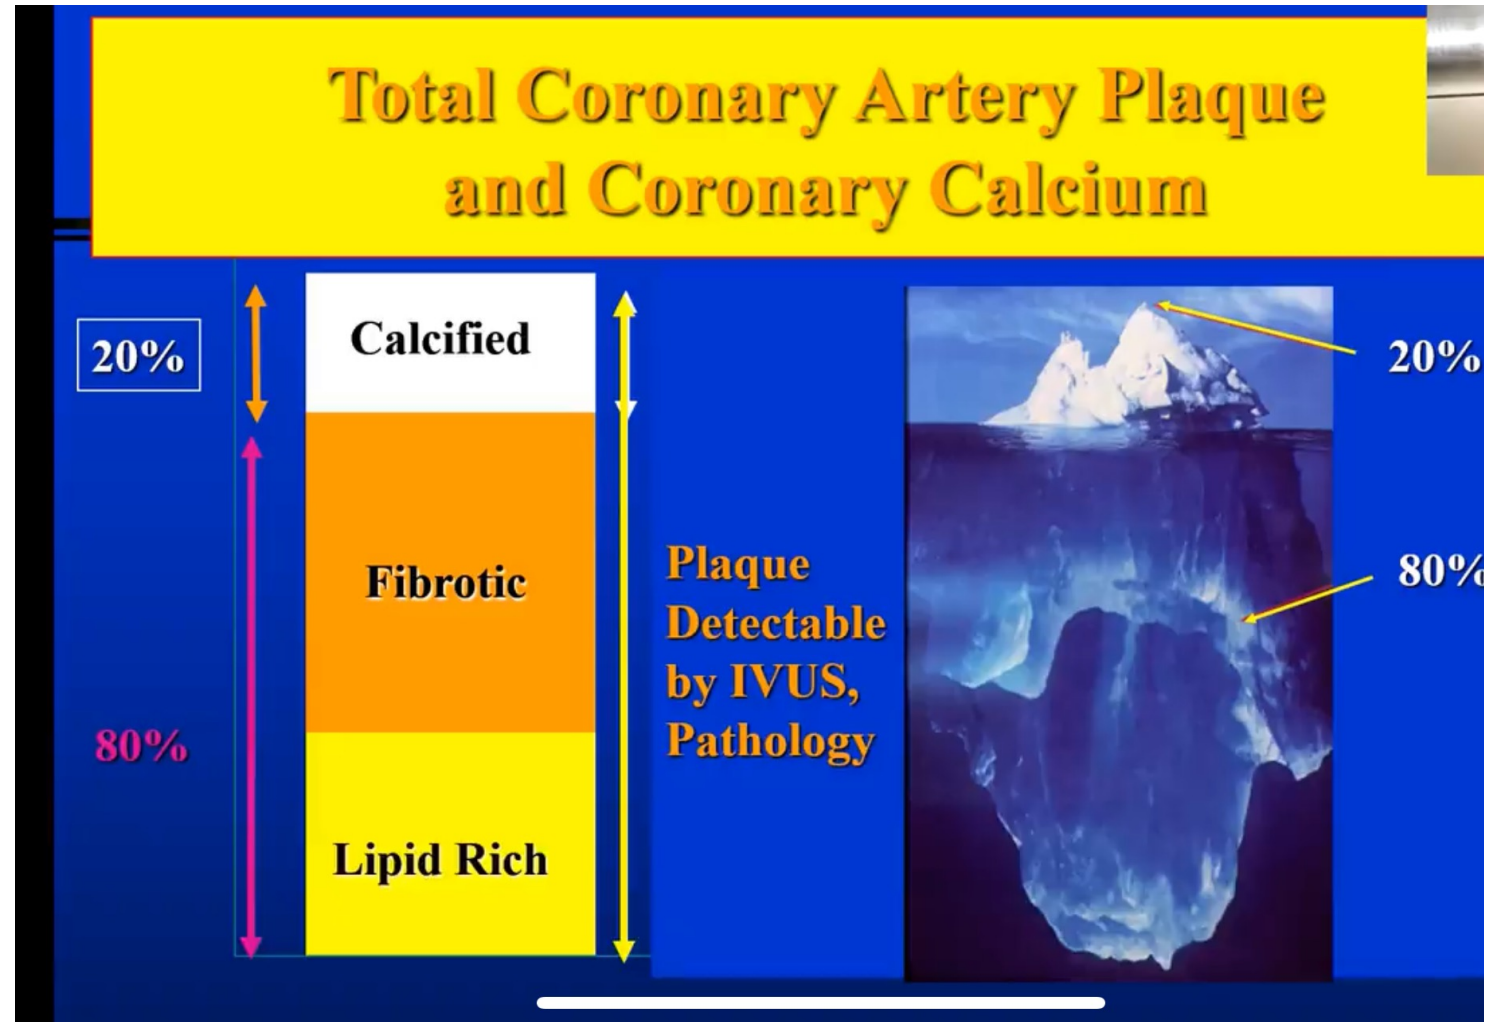 Total Coronary Artery Plaque
and Coronary Calcium
20%
80%
Calcified
Fibrotic
Lipid Rich
Plaque
Detectable
by IVUS,
Pathology
20%
80%